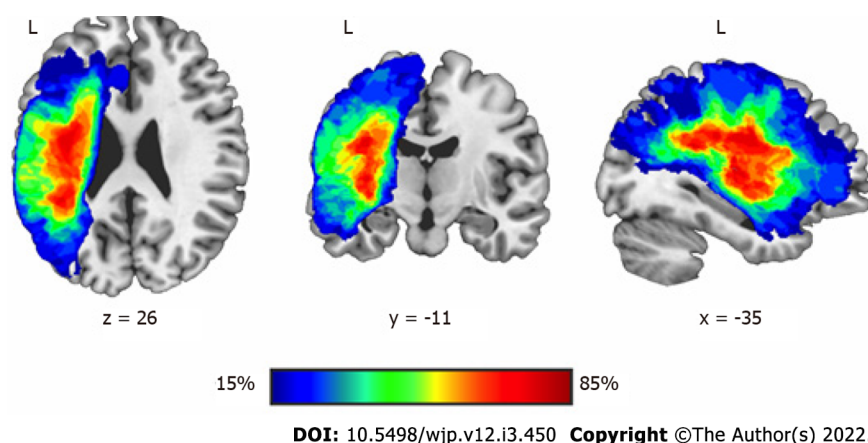 L L L
z = 26 y = -11 x = -35
15% 85%
DOI: 10.5498/wjp.v12.i3.450 Copyright ©The Author(s) 2022